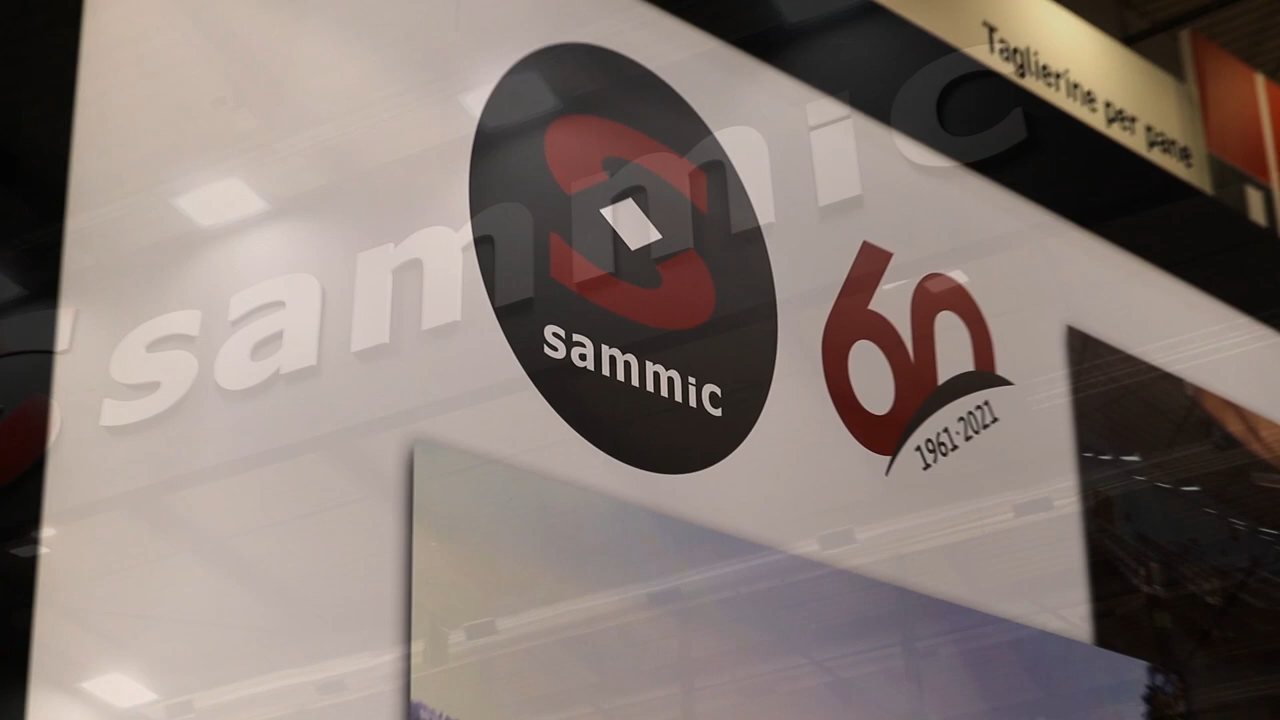 Taglierine per pane
sammic
sammic
60
1961·2021